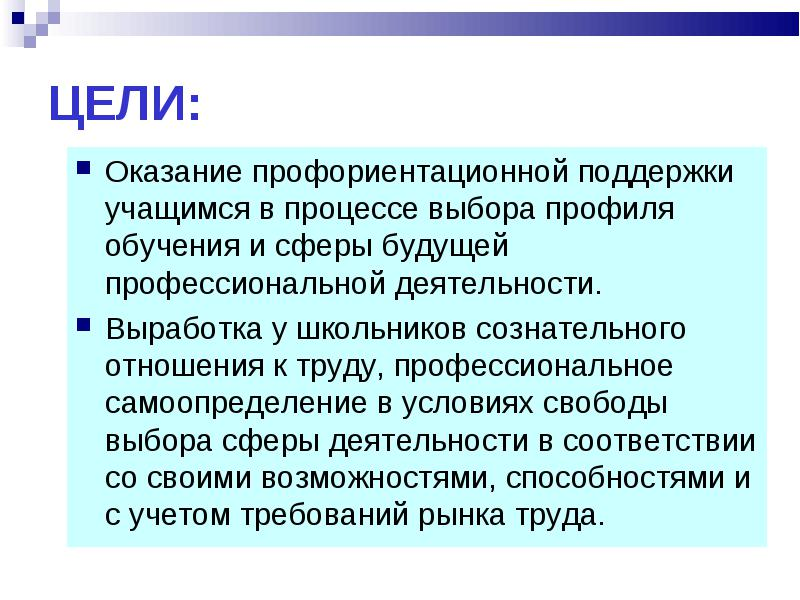 ЦЕЛИ:
Оказание профориентационной поддержки
учащимся в процессе выбора профиля
обучения и сферы будущей
профессиональной деятельности.
Выработка у школьников сознательного
отношения к труду, профессиональное
самоопределение в условиях свободы
выбора сферы деятельности в соответствии
со своими возможностями, способностями и
с учетом требований рынка труда.